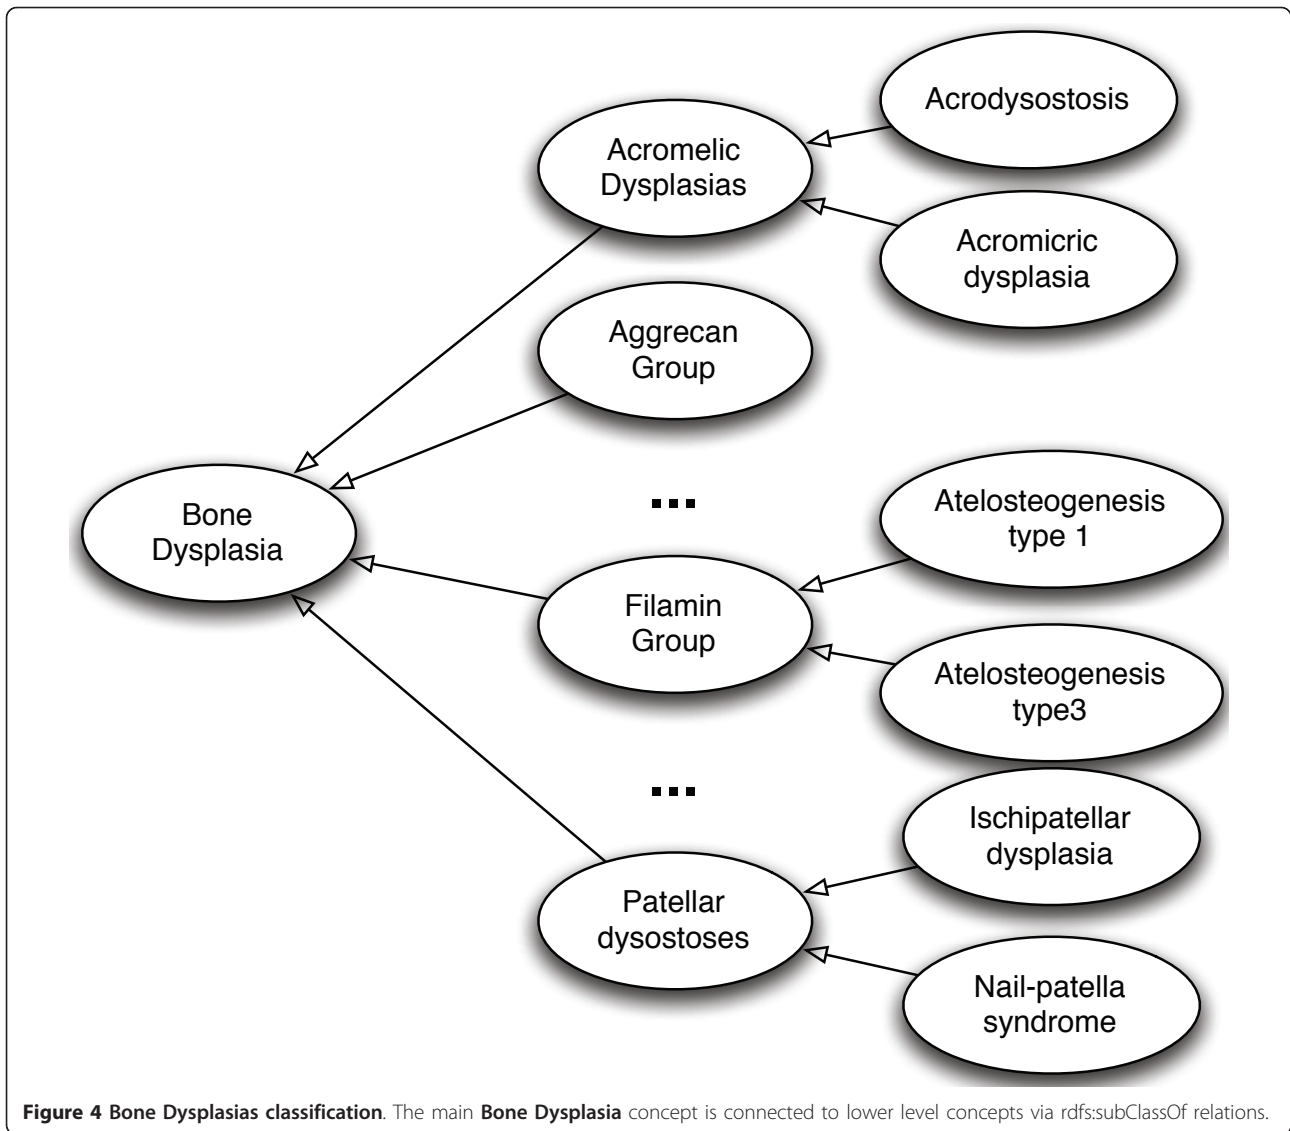 Acrodysostosis
Acromelic
Dysplasias
Acromicric
dysplasia
Aggrecan
Group
...
Bone
Dysplasia
Atelosteogenesis
type 1
Filamin
Group
Atelosteogenesis
type3
...
Ischipatellar
dysplasia
Patellar
dysostoses
Nail-patella
syndrome
Figure 4 Bone Dysplasias classification. The main Bone Dysplasia concept is connected to lower level concepts via rdfs:subClassOf relations.